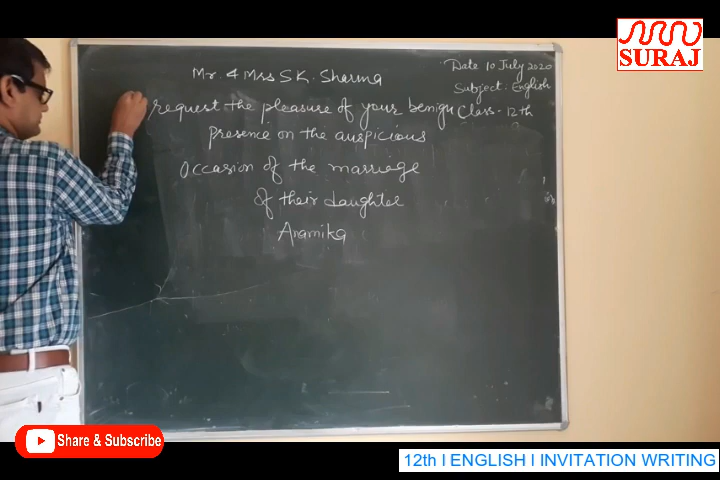 SURAJ
Date 10 July 2020
Subject. English
Class - 12th
Mr. & Mrs S.K. Sharma
request the pleasure of your benign
presence on the auspicious
Occasion of the marriage
of their daughter
Anamika
Share & Subscribe
12th I ENGLISH I INVITATION WRITING